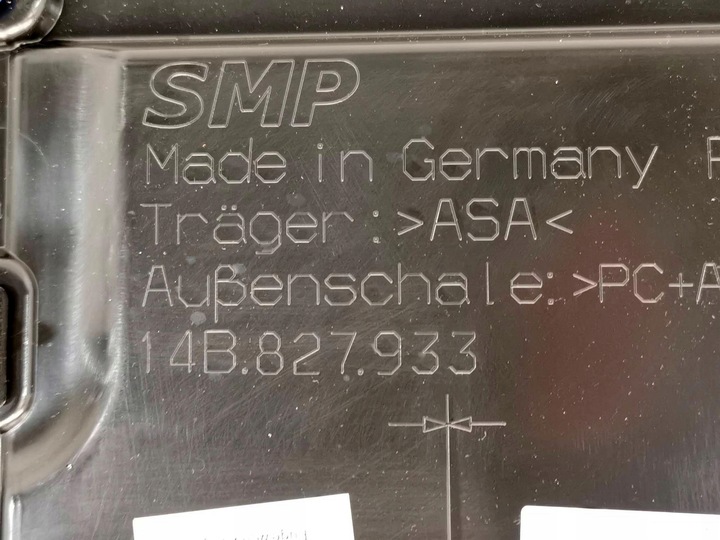 SMP
Made in Germany
Träger: >ASA<
Außenschale: >PC+A
14B.827.933